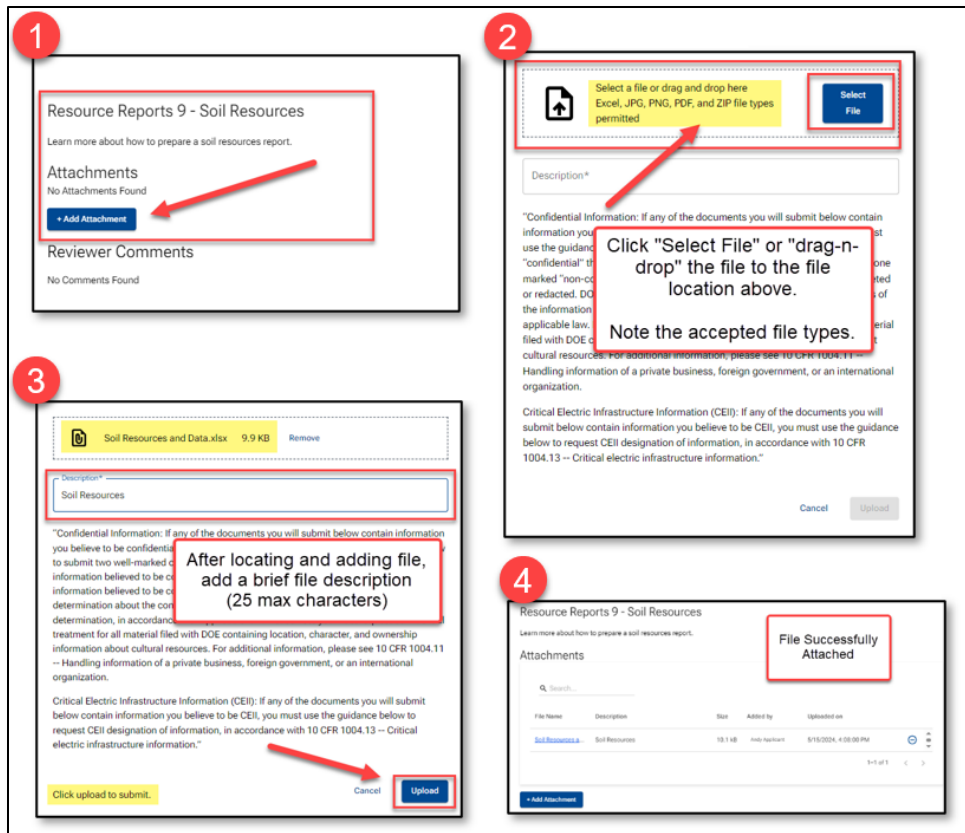 1
Resource Reports 9 - Soil Resources
Learn more about how to prepare a soil resources report.
Attachments
No Attachments Found
+ Add Attachment
Reviewer Comments
No Comments Found
2
Select a file or drag and drop here
Excel, JPG, PNG, PDF, and ZIP file types
permitted
Select
File
Description*
"Confidential Information: If any of the documents you will submit below contain
information you
use the guidanc
"confidential" th
marked "non-co
or redacted. DO
the information
applicable law.
filed with DOE c
cultural resources. For additional information, please see 10 CFR 1004.11 --
Handling information of a private business, foreign government, or an international
organization.
Click "Select File" or "drag-n-
drop" the file to the file
location above.
Note the accepted file types.
Critical Electric Infrastructure Information (CEII): If any of the documents you will
submit below contain information you believe to be CEII, you must use the guidance
below to request CEII designation of information, in accordance with 10 CFR
1004.13 -- Critical electric infrastructure information."
Cancel
Upload
3
Soil Resources and Data.xlsx 9.9 KB Remove
Description*
Soil Resources
"Confidential Information: If any of the documents you will submit below contain information
you believe to be confidentia
to submit two well-marked c
information believed to be co
information believed to be co
determination about the con
determination, in accordanc
treatment for all material filed with DOE containing location, character, and ownership
information about cultural resources. For additional information, please see 10 CFR 1004.11
-- Handling information of a private business, foreign government, or an international
organization.
After locating and adding file,
add a brief file description
(25 max characters)
Critical Electric Infrastructure Information (CEII): If any of the documents you will submit
below contain information you believe to be CEII, you must use the guidance below to
request CEII designation of information, in accordance with 10 CFR 1004.13 -- Critical
electric infrastructure information."
Click upload to submit.
Cancel
Upload
4
Resource Reports 9 - Soil Resources
Learn more about how to prepare a soil resources report.
Attachments
File Successfully
Attached
Search...
File Name Description Size Added by Uploaded on
Soil Resources a... Soil Resources 10.1 kB Andy Applicant 5/15/2024, 4:08:08 PM
1–1 of 1
+ Add Attachment